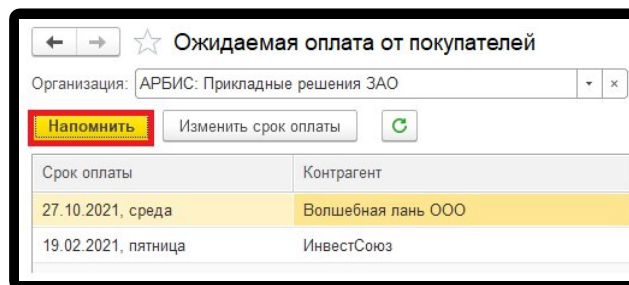 Ожидаемая оплата от покупателей
Организация: АРБИС: Прикладные решения ЗАО
Напомнить Изменить срок оплаты
Срок оплаты Контрагент
27.10.2021, среда Волшебная лань ООО
19.02.2021, пятница ИнвестСоюз